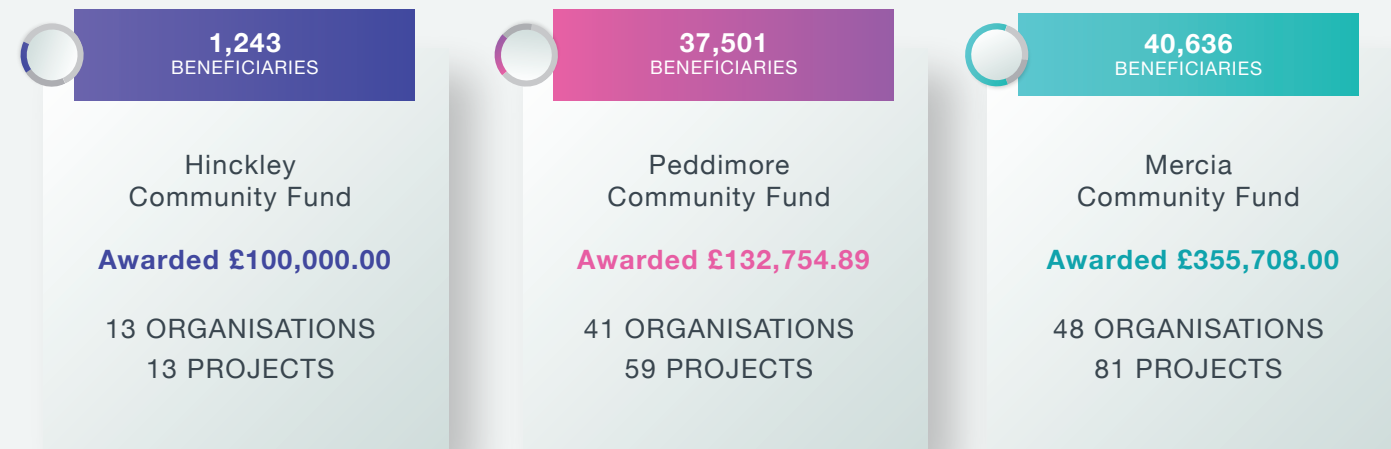 1,243
BENEFICIARIES
Hinckley
Community Fund
Awarded £100,000.00
13 ORGANISATIONS
13 PROJECTS
37,501
BENEFICIARIES
Peddimore
Community Fund
Awarded £132,754.89
41 ORGANISATIONS
59 PROJECTS
40,636
BENEFICIARIES
Mercia
Community Fund
Awarded £355,708.00
48 ORGANISATIONS
81 PROJECTS